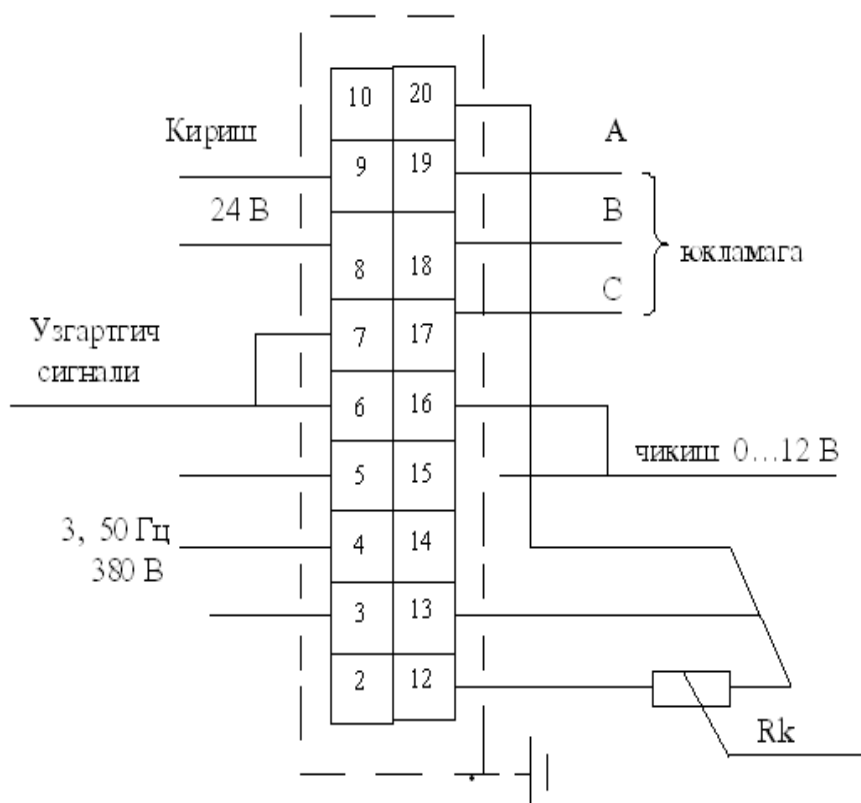 10 20
Кириш
А
9 19
24 В
В
8 18
юкламага
С
Узгартгич
сигнали
7 17
6 16
чикиш 0...12 В
5 15
3, 50 Гц
380 В
4 14
3 13
2 12
Rk